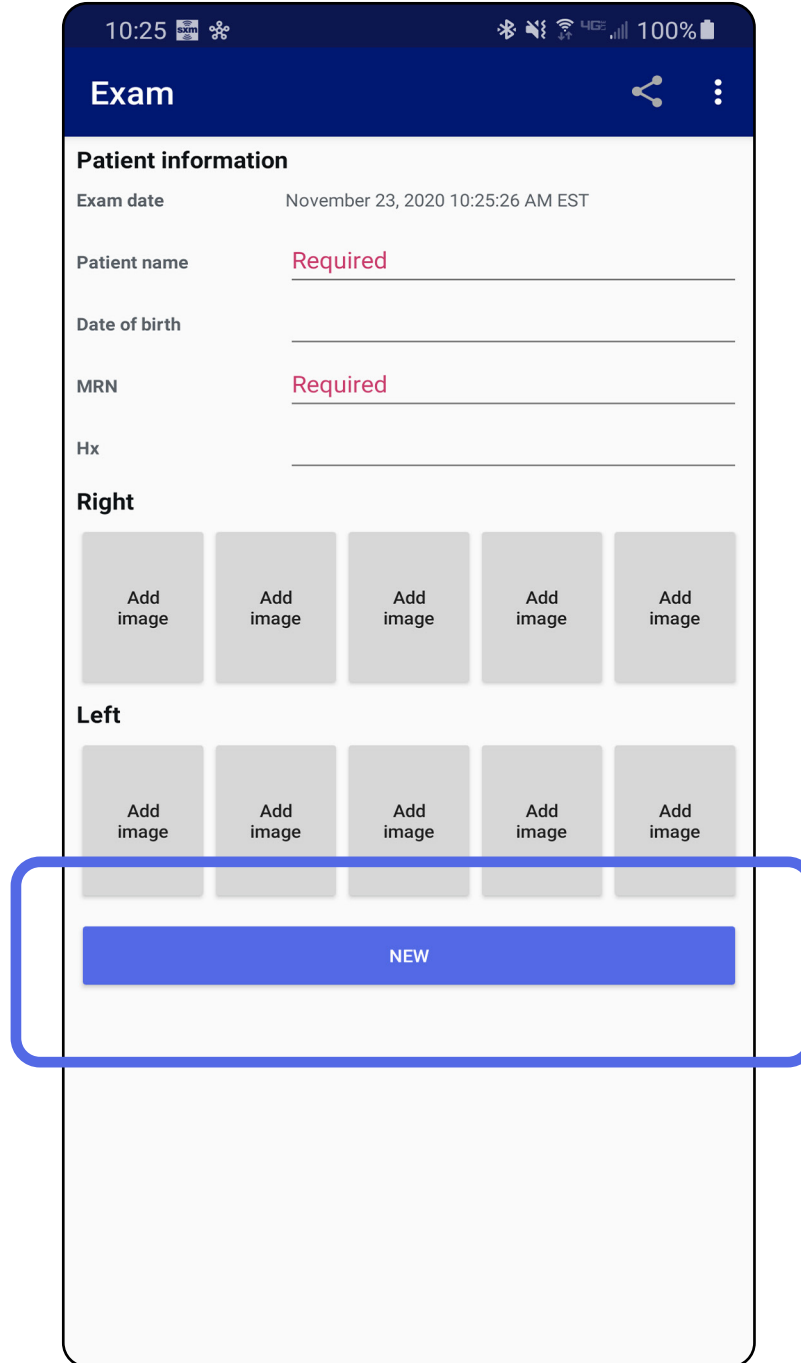 10:25 sxm 4GE 100%
Exam
Patient information
Exam date November 23, 2020 10:25:26 AM EST
Patient name Required
Date of birth
MRN Required
Hx
Right
Add image Add image Add image Add image Add image
Left
Add image Add image Add image Add image Add image
NEW